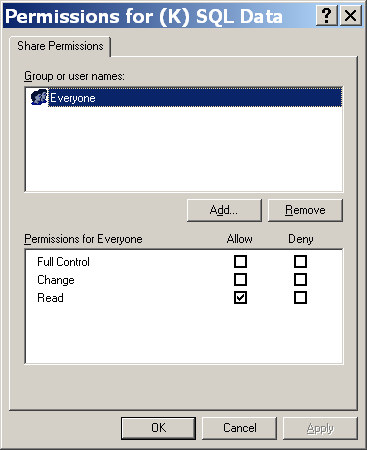 Permissions for (K) SQL Data
Share Permissions
Group or user names:
Everyone
Add... Remove
Permissions for Everyone Allow Deny
Full Control
Change
Read
OK Cancel Apply